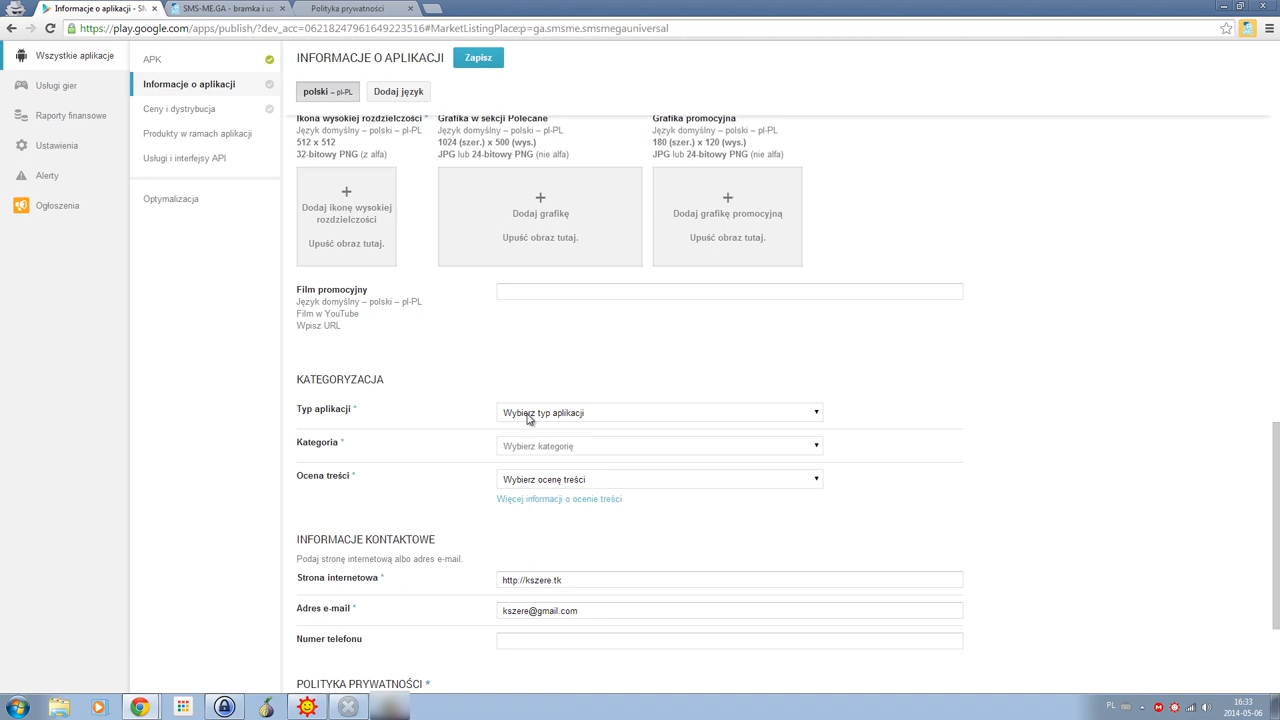 Informacje o aplikacji - S
SMS-ME.GA - bramka i us
Polityka prywatności
https://play.google.com/apps/publish/?dev_acc=06218247961649223516#MarketListingPlace:p=ga.smsme.smsmegauniversal
Wszystkie aplikacje
Usługi gier
Raporty finansowe
Ustawienia
Alerty
Ogłoszenia
APK
Informacje o aplikacji
Ceny i dystrybucja
Produkty w ramach aplikacji
Usługi i interfejsy API
Optymalizacja
INFORMACJE O APLIKACJI
Zapisz
polski – pl-PL
Dodaj język
Ikona wysokiej rozdzielczości *
Język domyślny – polski – pl-PL
512 x 512
32-bitowy PNG (z alfa)
Dodaj ikonę wysokiej
rozdzielczości
Upuść obraz tutaj.
Grafika w sekcji Polecane
Język domyślny – polski – pl-PL
1024 (szer.) x 500 (wys.)
JPG lub 24-bitowy PNG (nie alfa)
Dodaj grafikę
Upuść obraz tutaj.
Grafika promocyjna
Język domyślny – polski – pl-PL
180 (szer.) x 120 (wys.)
JPG lub 24-bitowy PNG (nie alfa)
Dodaj grafikę promocyjną
Upuść obraz tutaj.
Film promocyjny
Język domyślny – polski – pl-PL
Film w YouTube
Wpisz URL
KATEGORYZACJA
Typ aplikacji *
Wybierz typ aplikacji
Kategoria *
Wybierz kategorię
Ocena treści *
Wybierz ocenę treści
Więcej informacji o ocenie treści
INFORMACJE KONTAKTOWE
Podaj stronę internetową albo adres e-mail.
Strona internetowa *
http://kszere.tk
Adres e-mail *
kszere@gmail.com
Numer telefonu
POLITYKA PRYWATNOŚCI *
PL
16:33
2014-05-06